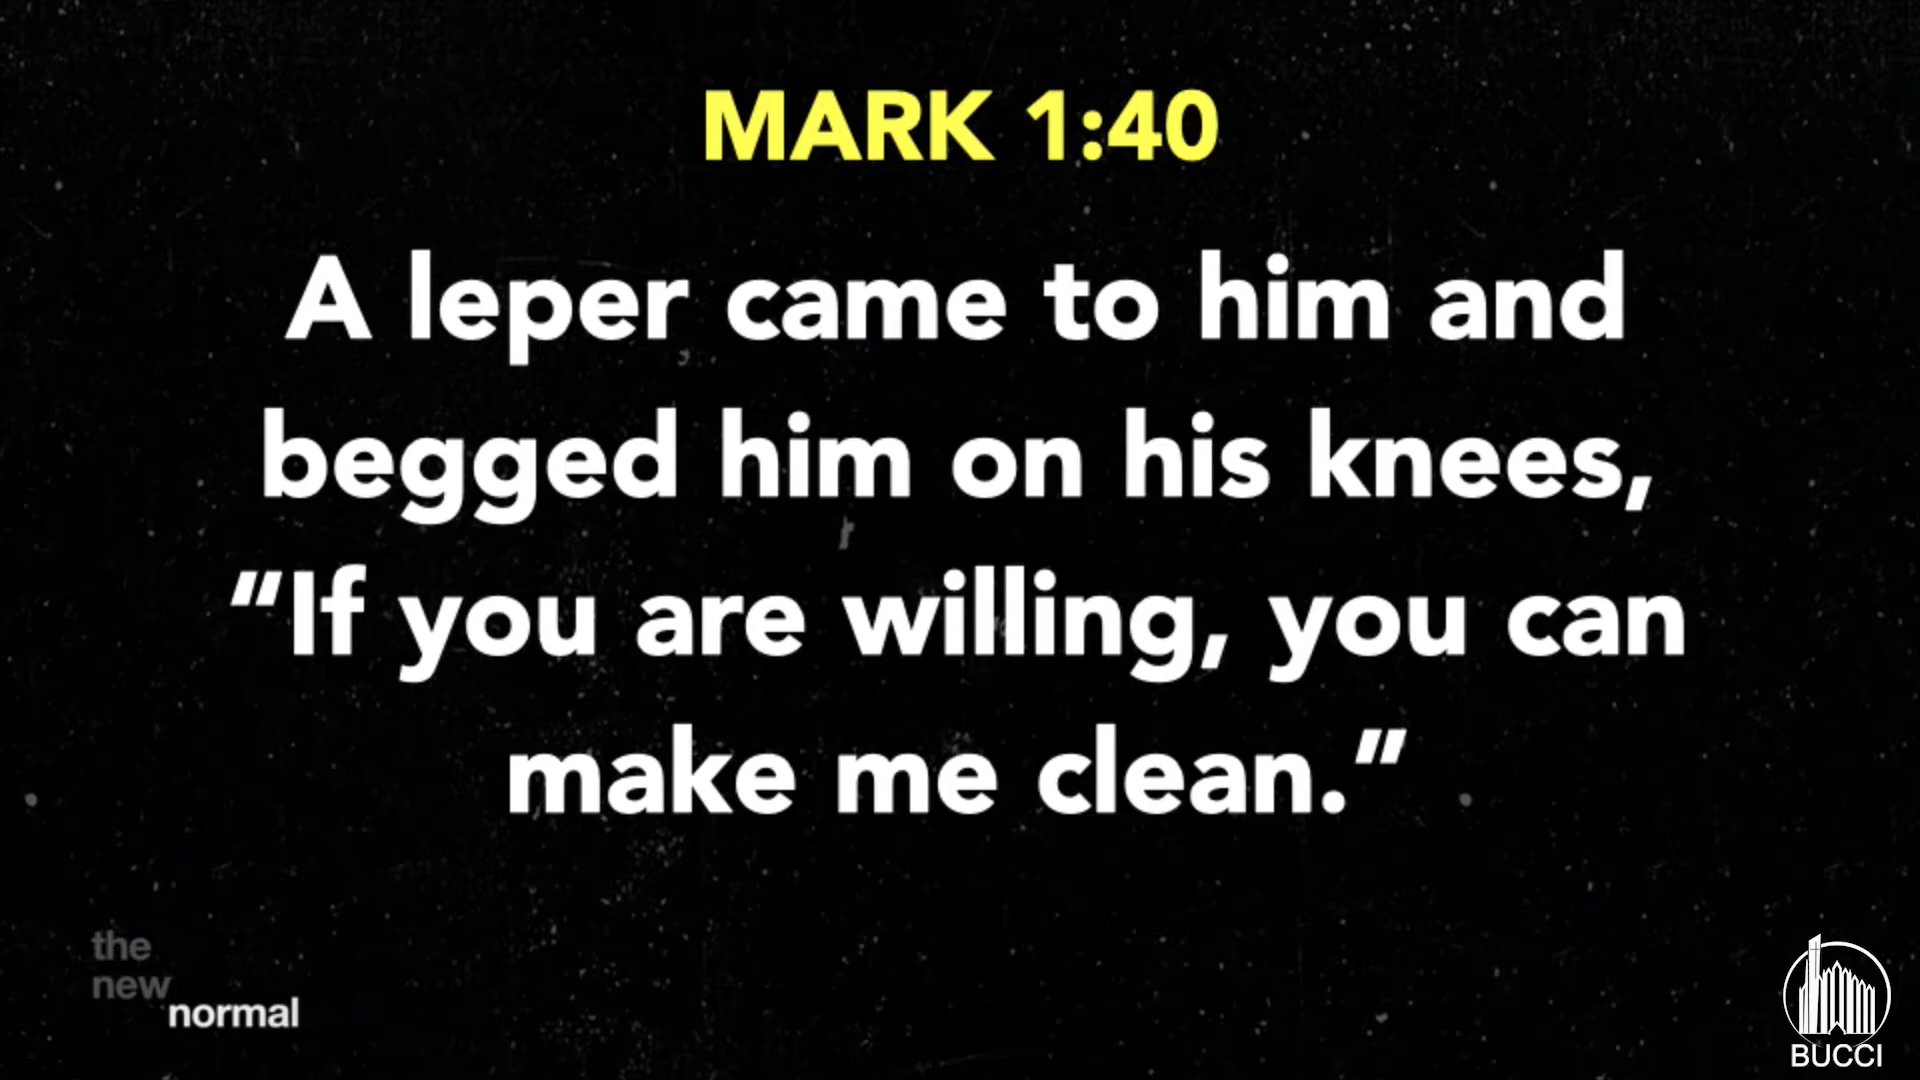 MARK 1:40
A leper came to him and
begged him on his knees,
“If you are willing, you can
make me clean.”
the
new
normal
BUCCI